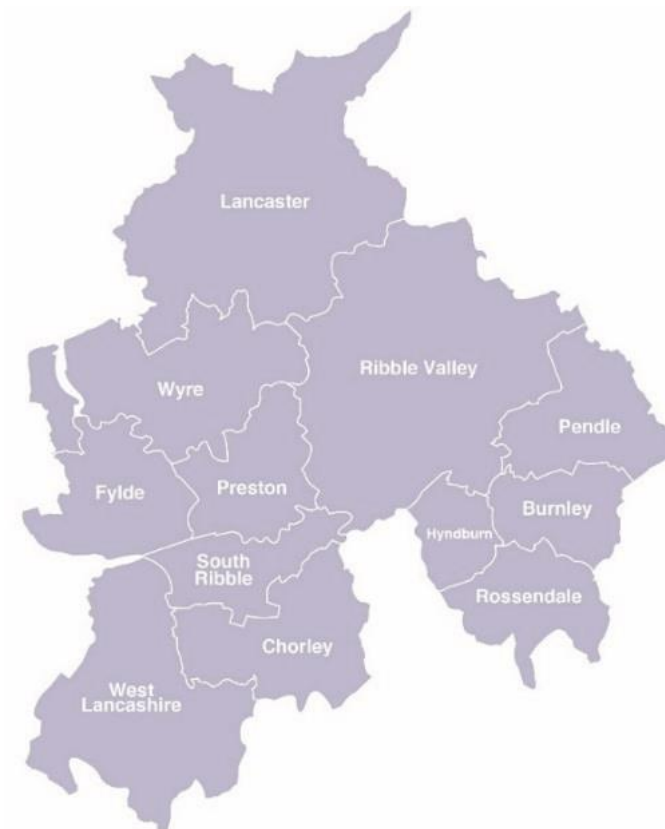 Lancaster
Ribble Valley
Wyre
Pendle
Fylde
Preston
Burnley
Hyndburn
South
Ribble
Rossendale
Chorley
West
Lancashire